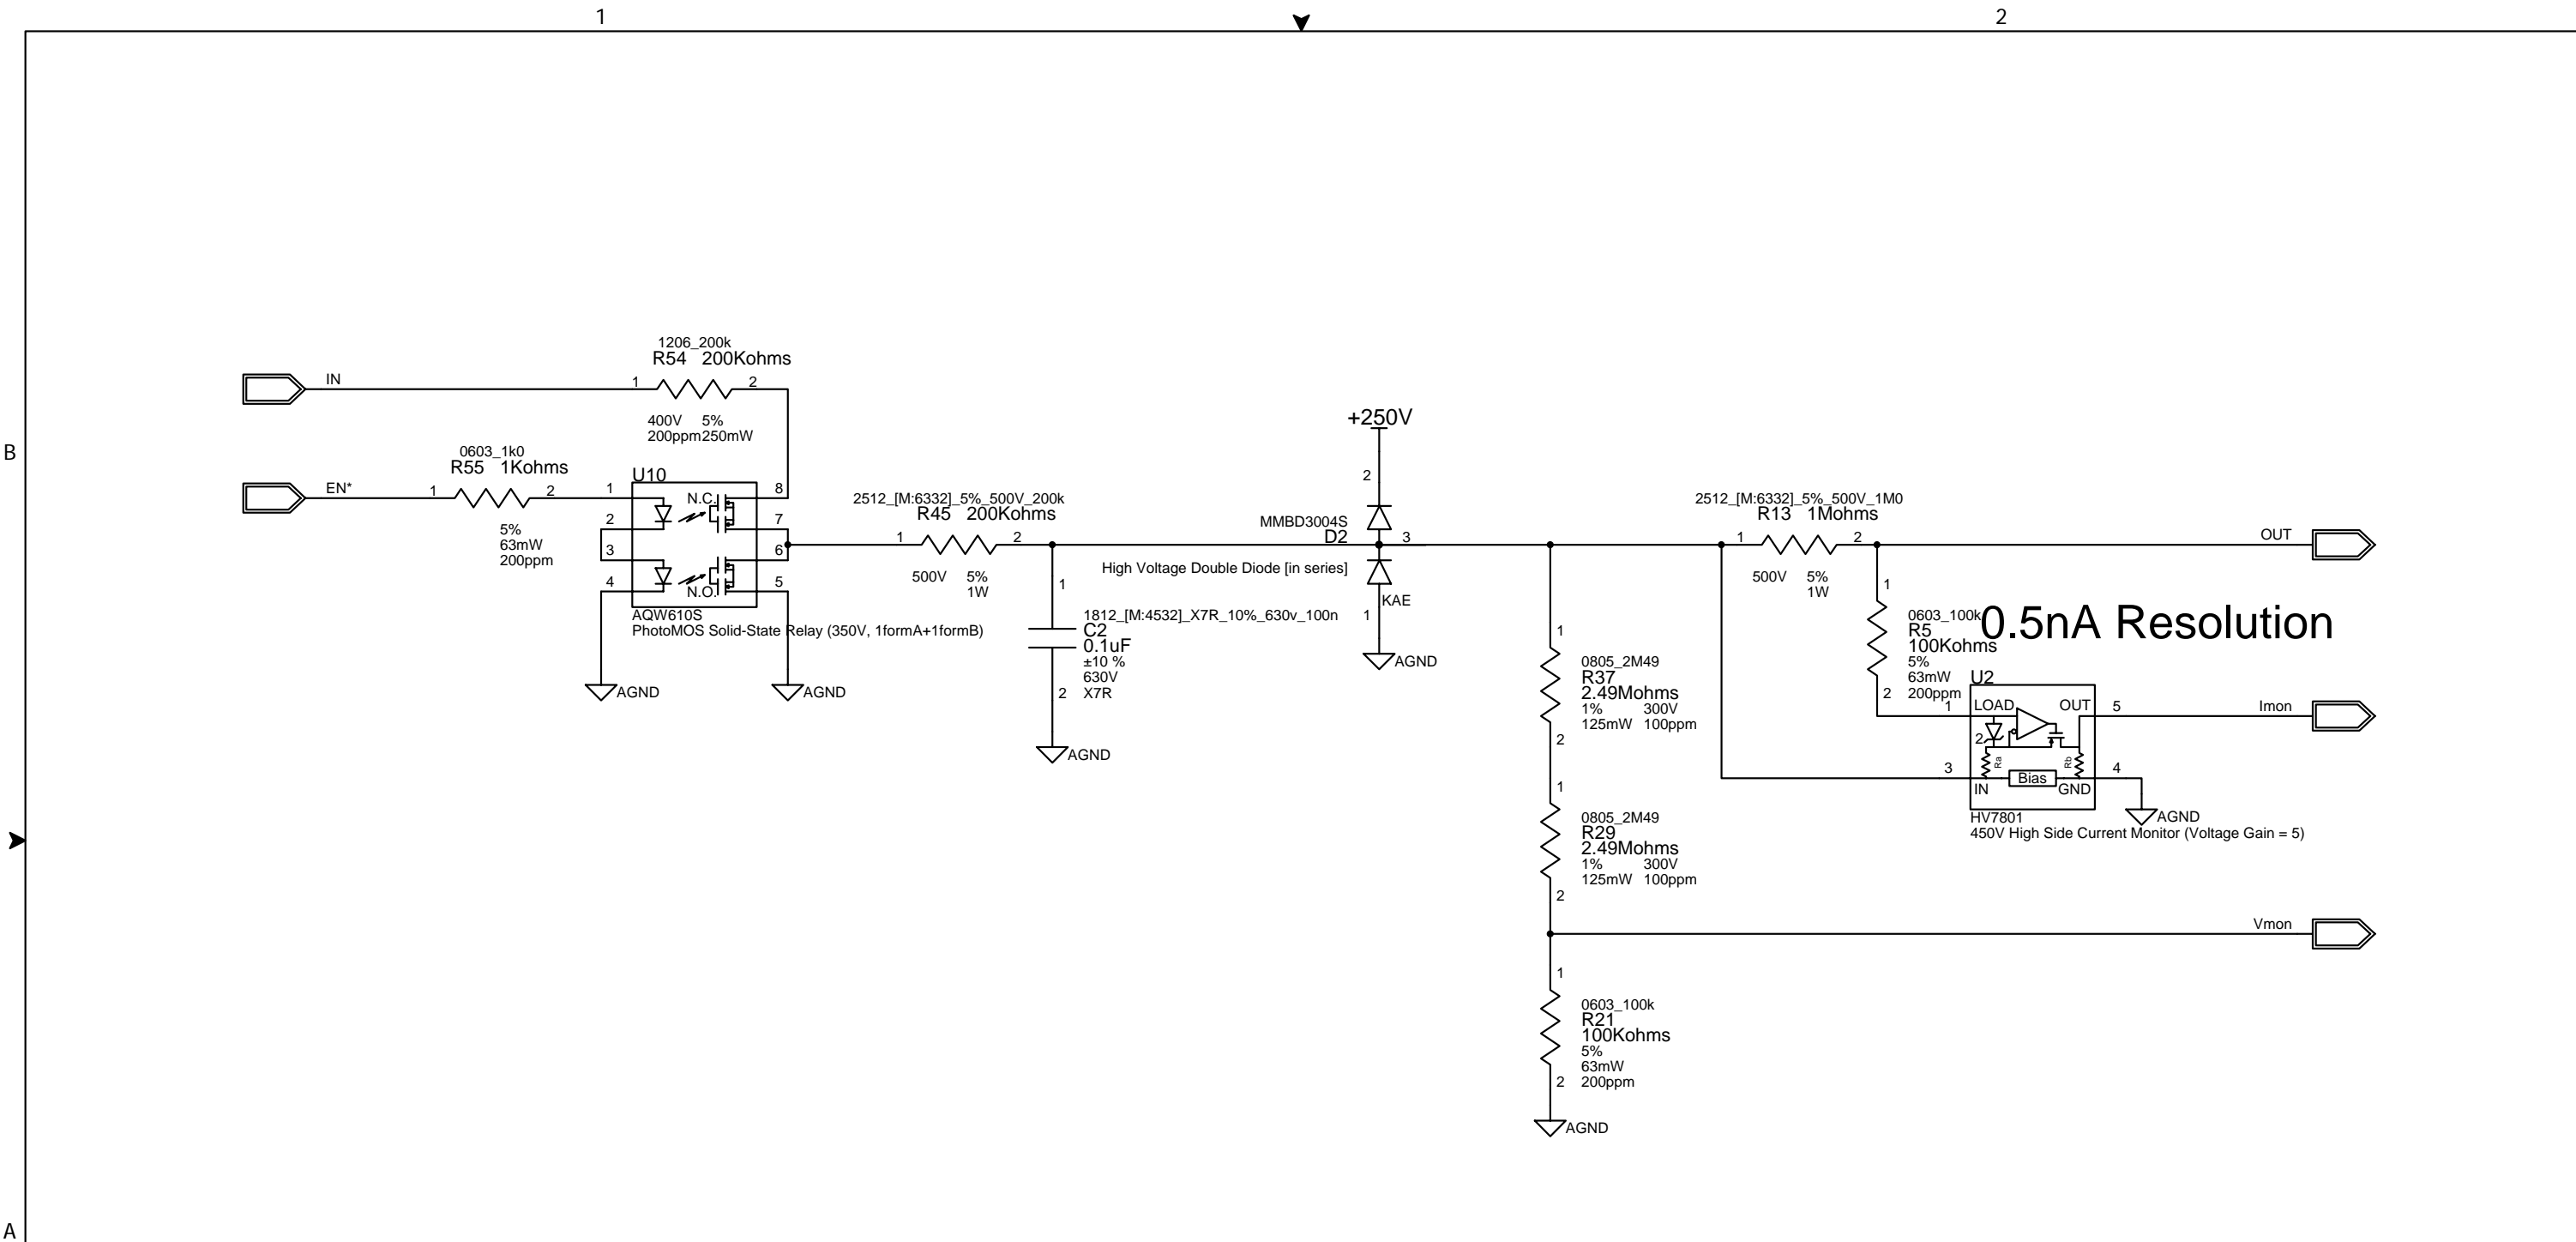 1
2
B
A
IN
1206_200k
R54 200Kohms
1
2
400V 5%
200ppm250mW
EN*
0603_1k0
R55 1Kohms
1
2
5%
63mW
200ppm
U10
1
2
3
4
N.C.
N.O.
8
7
6
5
AQW610S
PhotoMOS Solid-State Relay (350V, 1formA+1formB)
AGND
AGND
2512_[M:6332]_5%_500V_200k
R45 200Kohms
1
2
500V 5%
1W
1
1812_[M:4532]_X7R_10%_630v_100n
C2
0.1uF
±10 %
630V
2 X7R
AGND
+250V
2
MMBD3004S
D2
3
High Voltage Double Diode [in series]
KAE
1
AGND
1
0805_2M49
R37
2.49Mohms
1% 300V
125mW 100ppm
2
1
0805_2M49
R29
2.49Mohms
1% 300V
125mW 100ppm
2
1
0603_100k
R21
100Kohms
5%
63mW
2 200ppm
AGND
2512_[M:6332]_5%_500V_1M0
R13 1Mohms
1
2
500V 5%
1W
OUT
1
0603_100k
R5
100Kohms
5%
63mW
2 200ppm
0.5nA Resolution
U2
1
LOAD
OUT
5
Imon
2
Ra
Rb
3
Bias
4
IN
GND
AGND
HV7801
450V High Side Current Monitor (Voltage Gain = 5)
Vmon